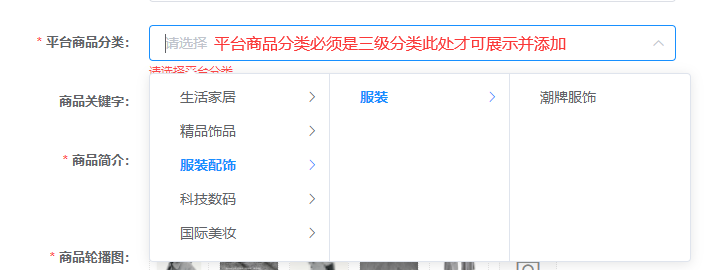 * 平台商品分类: 请选择 平台商品分类必须是三级分类此处才可展示并添加
请选择平台分类
商品关键字:
* 商品简介:
* 商品轮播图:
生活家居
精品饰品
服装配饰
科技数码
国际美妆
服装
潮牌服饰